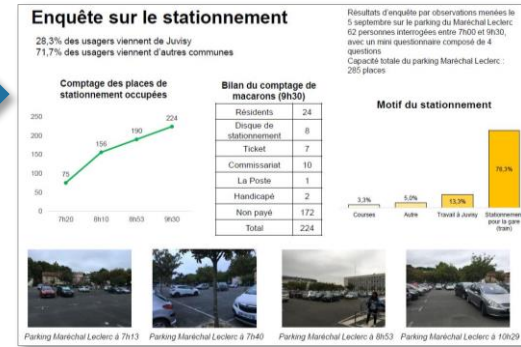 Enquête sur le stationnement
28,3% des usagers viennent de Juvisy
71,7% des usagers viennent d'autres communes
Résultats d'enquête par observations menées le
5 septembre sur le parking du Maréchal Leclerc
62 personnes interrogées entre 7h00 et 9h30,
avec un mini questionnaire composé de 4
questions
Capacité totale du parking Maréchal Leclerc :
285 places
Comptage des places de
stationnement occupées
250
200
150
100
50
0
75
156
190
224
7h20
8h10
8h53
9h30
Bilan du comptage de
macarons (9h30)
Résidents 24
Disque de
stationnement 8
Ticket 7
Commissariat 10
La Poste 1
Handicapé 2
Non payé 172
Total 224
Motif du stationnement
3,3%
5,0%
13,3%
78,3%
Courses
Autre
Travail à Juvisy
Stationnement
pour la gare
(train)
Parking Maréchal Leclerc à 7h13
Parking Maréchal Leclerc à 7h40
Parking Maréchal Leclerc à 8h53
Parking Maréchal Leclerc à 10h29